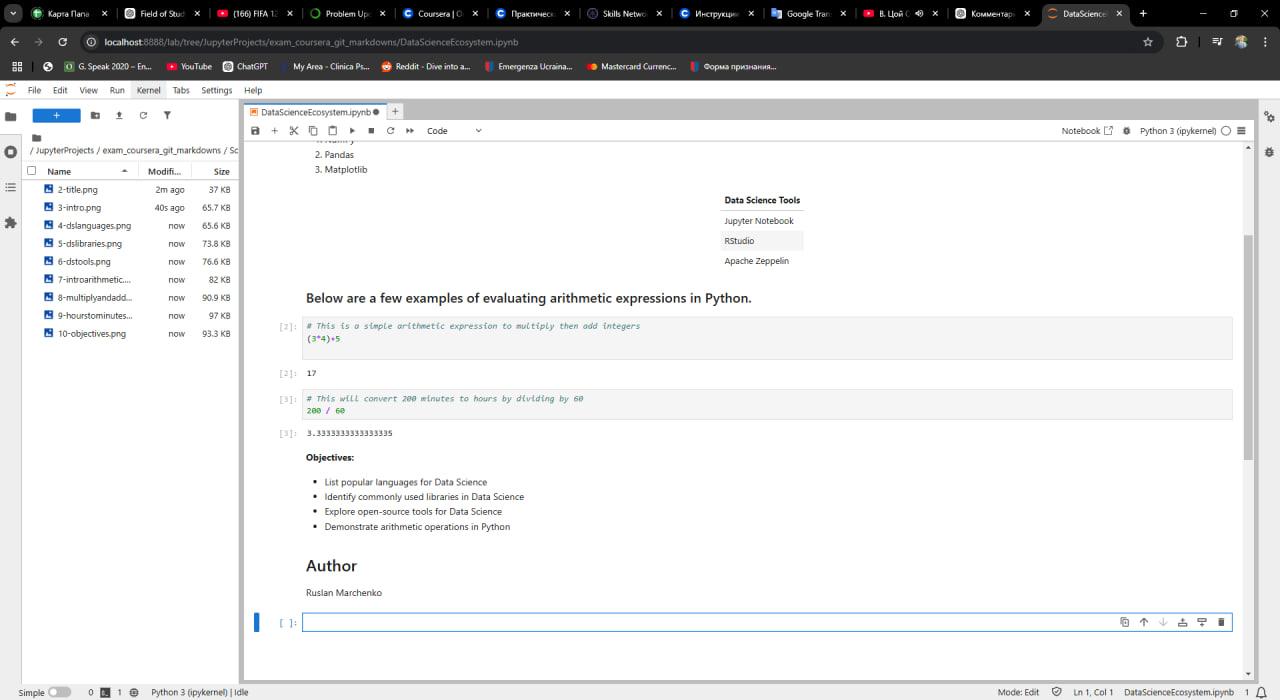 Карта Папа
Field of Stud
(166) FIFA 12
Problem Up
Coursera | O
Практическ
Skills Netwo
Инструкци
Google Tran
В. Цой С
Комментар
DataScience
localhost:8888/lab/tree/JupyterProjects/exam_coursera_git_markdowns/DataScienceEcosystem.ipynb
G. Speak 2020 – En...
YouTube
ChatGPT
My Area - Clinica Ps...
Reddit - Dive into a...
Emergenza Ucraina...
Mastercard Currenc...
Форма признания...
File Edit View Run Kernel Tabs Settings Help
DataScienceEcosystem.ipynb
Code
Notebook
Python 3 (ipykernel)
/ JupyterProjects / exam_coursera_git_markdowns / Sc
Name Modifi... Size
2-title.png 2m ago 37 KB
3-intro.png 40s ago 65.7 KB
4-dslanguages.png now 65.6 KB
5-dslibraries.png now 73.8 KB
6-dstools.png now 76.6 KB
7-introarithmetic.... now 82 KB
8-multiplyandadd... now 90.9 KB
9-hourstominutes... now 97 KB
10-objectives.png now 93.3 KB
2. Pandas
3. Matplotlib
Data Science Tools
Jupyter Notebook
RStudio
Apache Zeppelin
Below are a few examples of evaluating arithmetic expressions in Python.
[2]: # This is a simple arithmetic expression to multiply then add integers
(3*4)+5
[2]: 17
[3]: # This will convert 200 minutes to hours by dividing by 60
200 / 60
[3]: 3.3333333333333335
Objectives:
• List popular languages for Data Science
• Identify commonly used libraries in Data Science
• Explore open-source tools for Data Science
• Demonstrate arithmetic operations in Python
Author
Ruslan Marchenko
[ ]:
Simple 0 1 Python 3 (ipykernel) | Idle
Mode: Edit Ln 1, Col 1 DataScienceEcosystem.ipynb 1